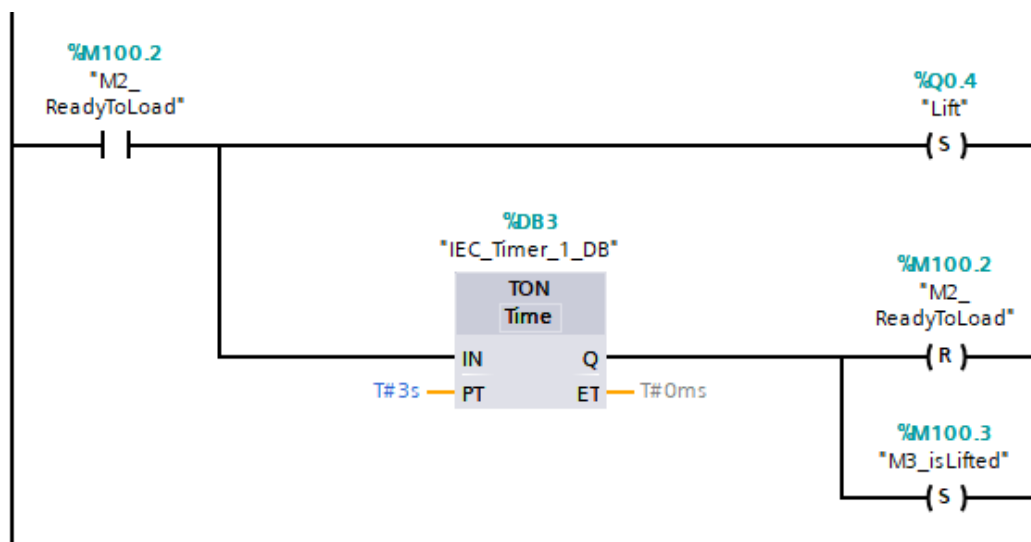 %M100.2
"M2_
ReadyToLoad"
%Q0.4
"Lift"
( S )
%DB3
"IEC_Timer_1_DB"
TON
Time
IN
Q
T#3s
PT
ET
T#0ms
%M100.2
"M2_
ReadyToLoad"
( R )
%M100.3
"M3_isLifted"
( S )